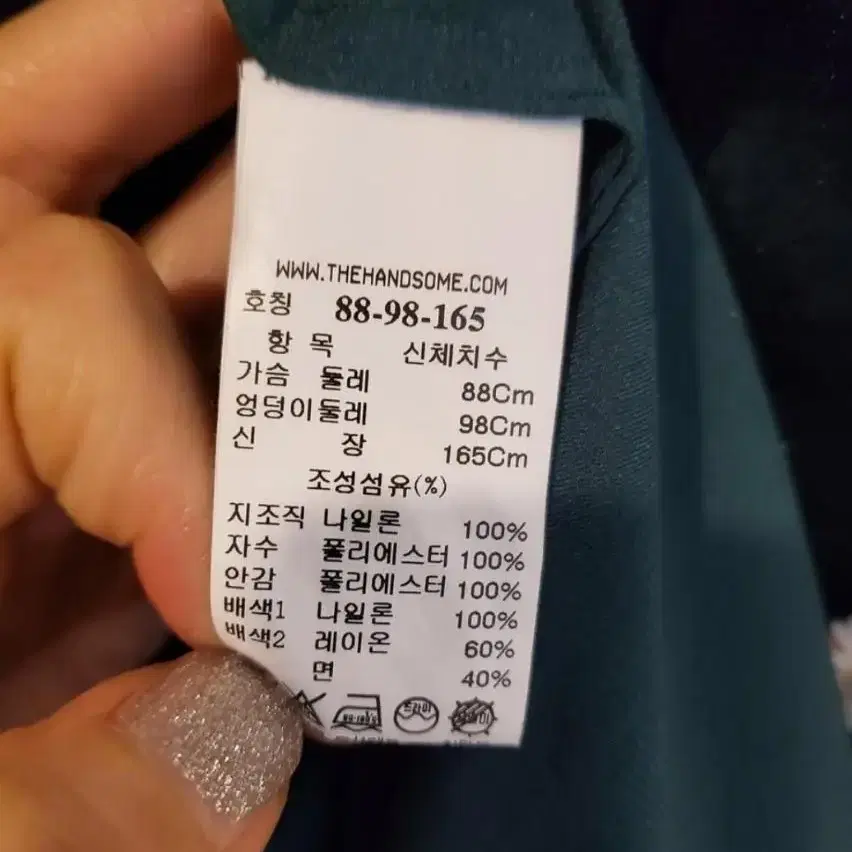 WWW.THEHANDSOME.COM
호칭 88-98-165
항 목 신체치수
가슴 둘레 88Cm
엉덩이둘레 98Cm
신 장 165Cm
조성섬유(%)
지조직 나일론 100%
자수 폴리에스터 100%
안감 폴리에스터 100%
배색1 나일론 100%
배색2 레이온 60%
면 40%
드라이